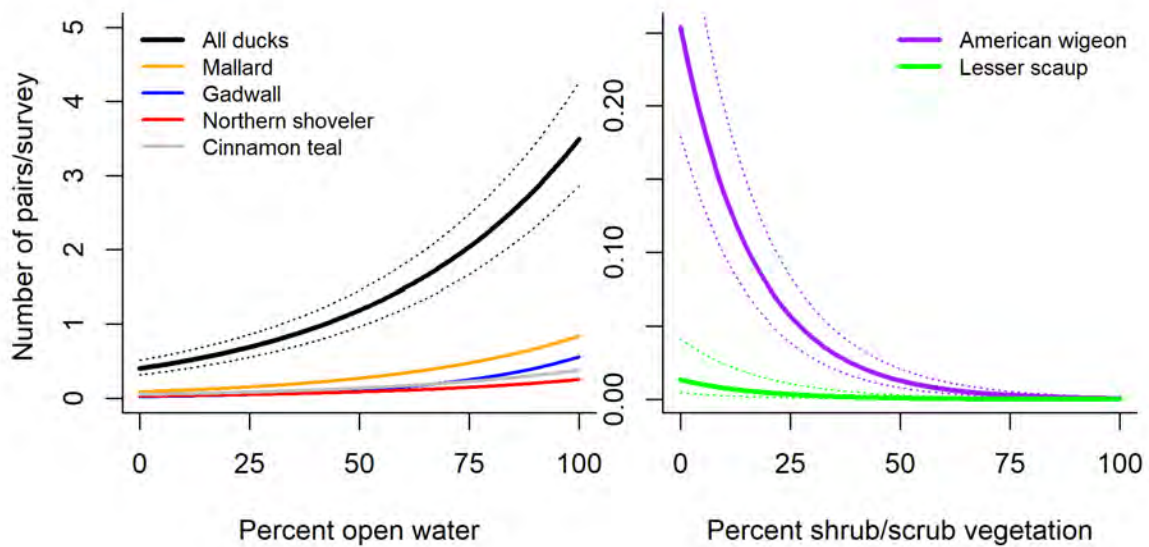 Number of pairs/survey
5
4
3
2
1
0
All ducks
Mallard
Gadwall
Northern shoveler
Cinnamon teal
0 25 50 75 100
Percent open water
0.20
0.10
0.00
American wigeon
Lesser scaup
0 25 50 75 100
Percent shrub/scrub vegetation